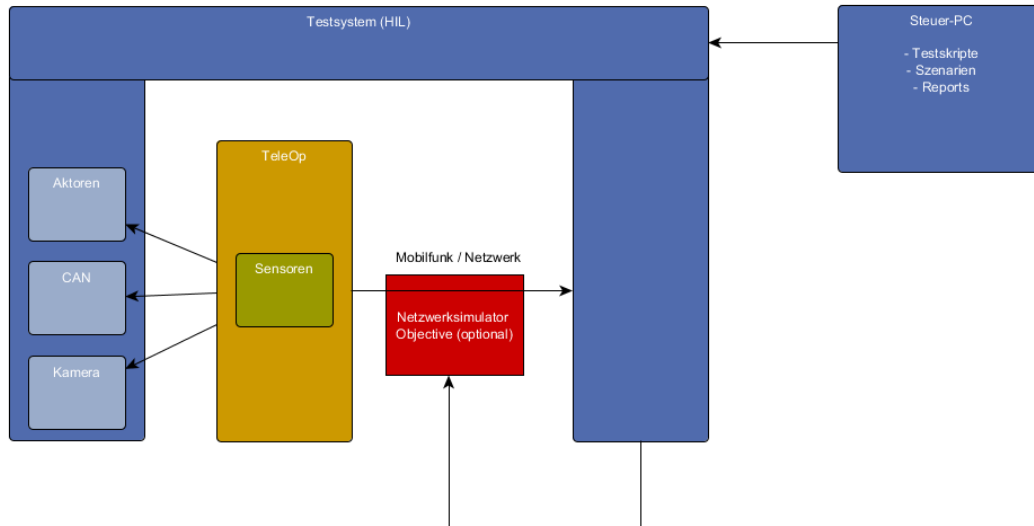 Testsystem (HIL)
Steuer-PC
- Testskripte
- Szenarien
- Reports
TeleOp
Aktoren
Sensoren
CAN
Kamera
Mobilfunk / Netzwerk
Netzwerksimulator
Objective (optional)